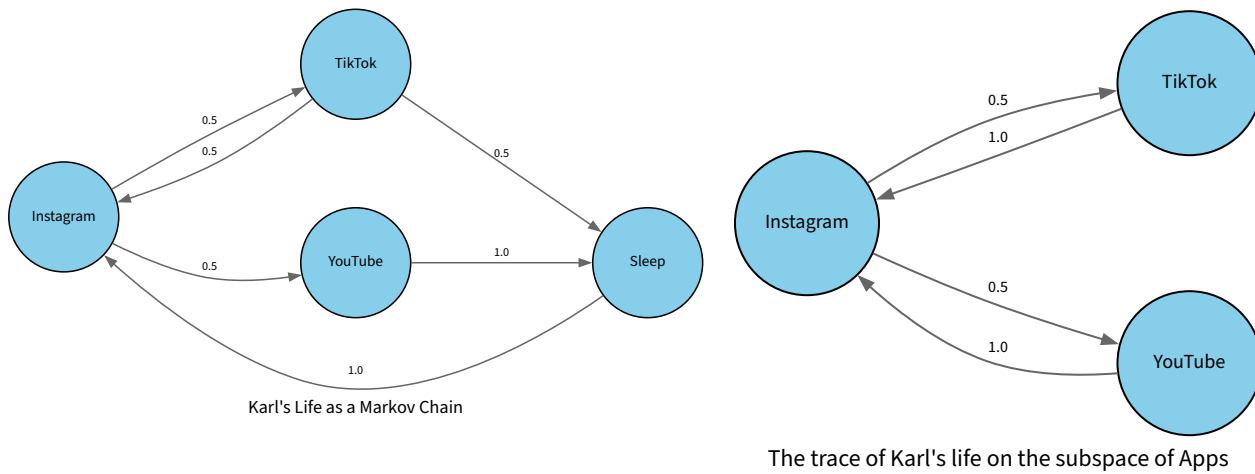 TikTok
0.5
0.5
0.5
Instagram
0.5
YouTube
1.0
Sleep
1.0
Karl's Life as a Markov Chain
TikTok
0.5
1.0
Instagram
0.5
1.0
YouTube
The trace of Karl's life on the subspace of Apps